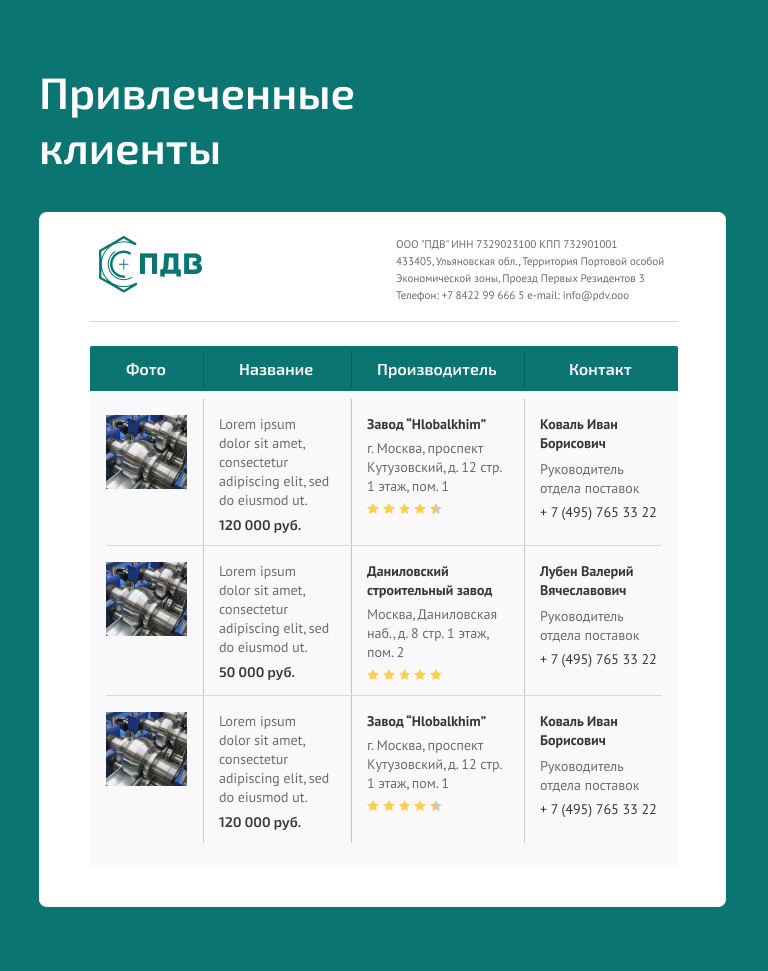 Привлеченные
клиенты
ПДВ
ООО "ПДВ" ИНН 7329023100 КПП 732901001
433405, Ульяновская обл., Территория Портовой особой
Экономической зоны, Проезд Первых Резидентов 3
Телефон: +7 8422 99 666 5 e-mail: info@pdv.ooo
Фото Название Производитель Контакт
Lorem ipsum
dolor sit amet,
consectetur
adipiscing elit, sed
do eiusmod ut.
120 000 руб.
Завод “Hlobalkhim”
г. Москва, проспект
Кутузовский, д. 12 стр.
1 этаж, пом. 1
Коваль Иван
Борисович
Руководитель
отдела поставок
+ 7 (495) 765 33 22
Lorem ipsum
dolor sit amet,
consectetur
adipiscing elit, sed
do eiusmod ut.
50 000 руб.
Даниловский
строительный завод
Москва, Даниловская
наб., д. 8 стр. 1 этаж,
пом. 2
Лубен Валерий
Вячеславович
Руководитель
отдела поставок
+ 7 (495) 765 33 22
Lorem ipsum
dolor sit amet,
consectetur
adipiscing elit, sed
do eiusmod ut.
120 000 руб.
Завод “Hlobalkhim”
г. Москва, проспект
Кутузовский, д. 12 стр.
1 этаж, пом. 1
Коваль Иван
Борисович
Руководитель
отдела поставок
+ 7 (495) 765 33 22